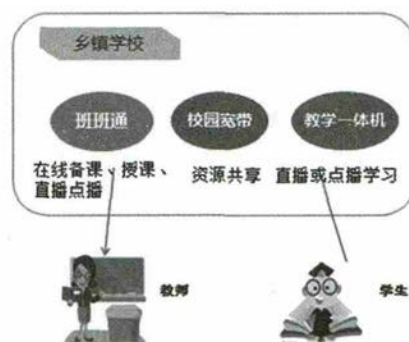 乡镇学校
班班通 校园宽带 教学一体机
在线备课、授课、 资源共享 直播或点播学习
直播点播
教师 学生